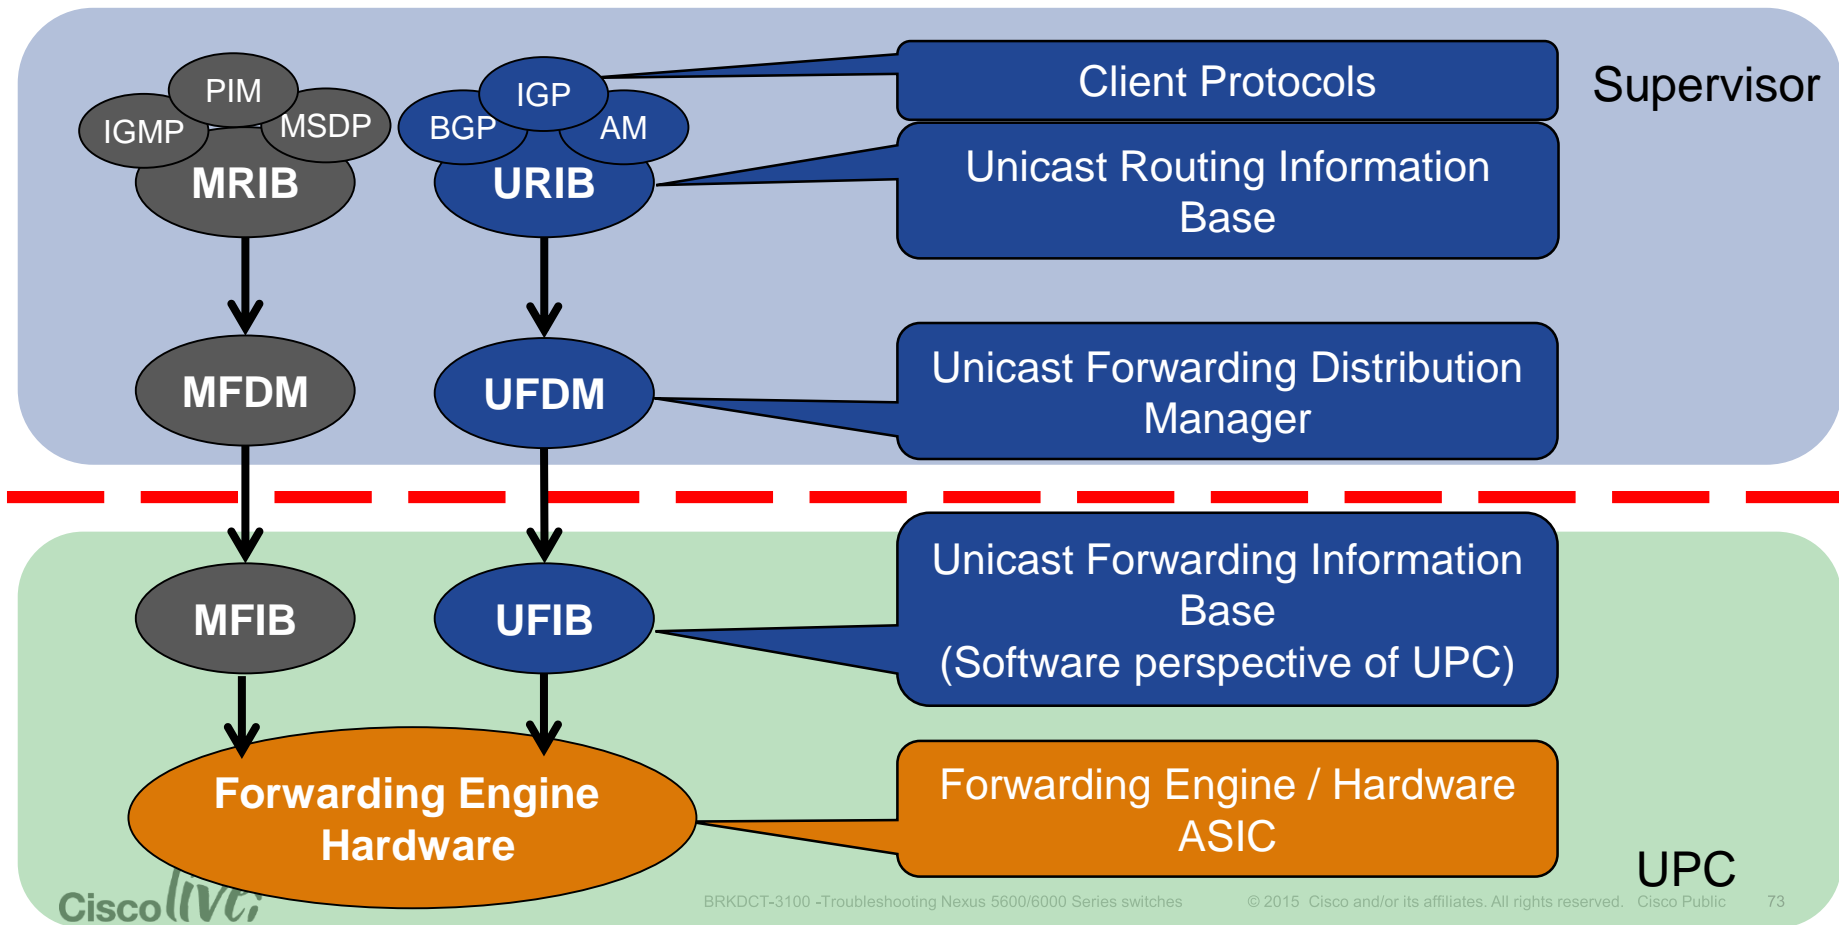 PIM
IGMP
MSDP
MRIB
IGP
BGP
AM
URIB
Client Protocols
Supervisor
Unicast Routing Information
Base
MFDM
UFDM
Unicast Forwarding Distribution
Manager
MFIB
UFIB
Unicast Forwarding Information
Base
(Software perspective of UPC)
Forwarding Engine
Hardware
Forwarding Engine / Hardware
ASIC
UPC
Cisco live!
BRKDCT-3100 -Troubleshooting Nexus 5600/6000 Series switches
© 2015 Cisco and/or its affiliates. All rights reserved. Cisco Public
73